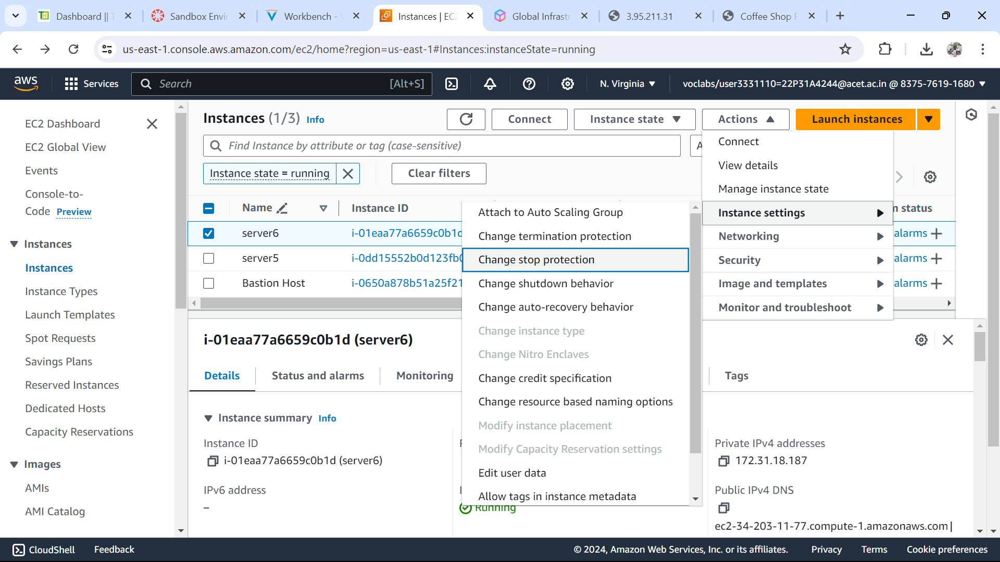 Dashboard || T
Sandbox Envir
Workbench - V
Instances | EC2
Global Infrastr
3.95.211.31
Coffee Shop F
us-east-1.console.aws.amazon.com/ec2/home?region=us-east-1#Instances:instanceState=running
aws
Services
Search
[Alt+S]
N. Virginia
voclabs/user3331110=22P31A4244@acet.ac.in @ 8375-7619-1680
EC2 Dashboard
EC2 Global View
Events
Console-to-
Code Preview
Instances
Instances
Instance Types
Launch Templates
Spot Requests
Savings Plans
Reserved Instances
Dedicated Hosts
Capacity Reservations
Images
AMIs
AMI Catalog
Instances (1/3) Info
Connect
Instance state
Actions
Launch instances
Find Instance by attribute or tag (case-sensitive)
Instance state = running
Clear filters
Name
Instance ID
n status
server6
i-01eaa77a6659c0b1d
alarms
server5
i-0dd15552b0d123fb0
alarms
Bastion Host
i-0650a878b51a25f21
alarms
Connect
View details
Manage instance state
Instance settings
Networking
Security
Image and templates
Monitor and troubleshoot
Attach to Auto Scaling Group
Change termination protection
Change stop protection
Change shutdown behavior
Change auto-recovery behavior
Change instance type
Change Nitro Enclaves
Change credit specification
Change resource based naming options
Modify instance placement
Modify Capacity Reservation settings
Edit user data
Allow tags in instance metadata
i-01eaa77a6659c0b1d (server6)
Details
Status and alarms
Monitoring
Tags
Instance summary Info
Instance ID
i-01eaa77a6659c0b1d (server6)
IPv6 address
–
Running
Private IPv4 addresses
172.31.18.187
Public IPv4 DNS
ec2-34-203-11-77.compute-1.amazonaws.com |
CloudShell
Feedback
© 2024, Amazon Web Services, Inc. or its affiliates.
Privacy
Terms
Cookie preferences